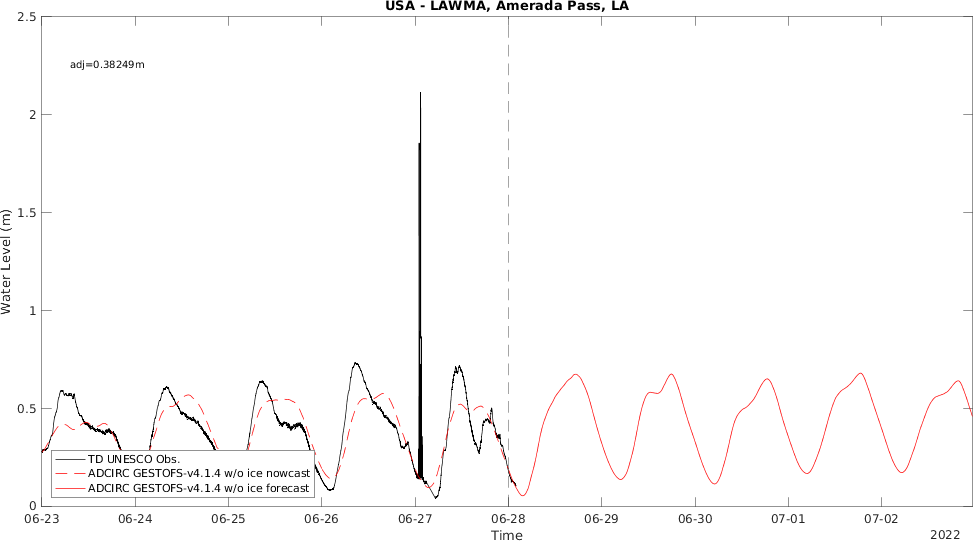 USA - LAWMA, Amerada Pass, LA
adj=0.38249m
Water Level (m)
2.5
2
1.5
1
0.5
0
TD UNESCO Obs.
ADCIRC GESTOFS-v4.1.4 w/o ice nowcast
ADCIRC GESTOFS-v4.1.4 w/o ice forecast
06-23 06-24 06-25 06-26 06-27 06-28 06-29 06-30 07-01 07-02
Time
2022